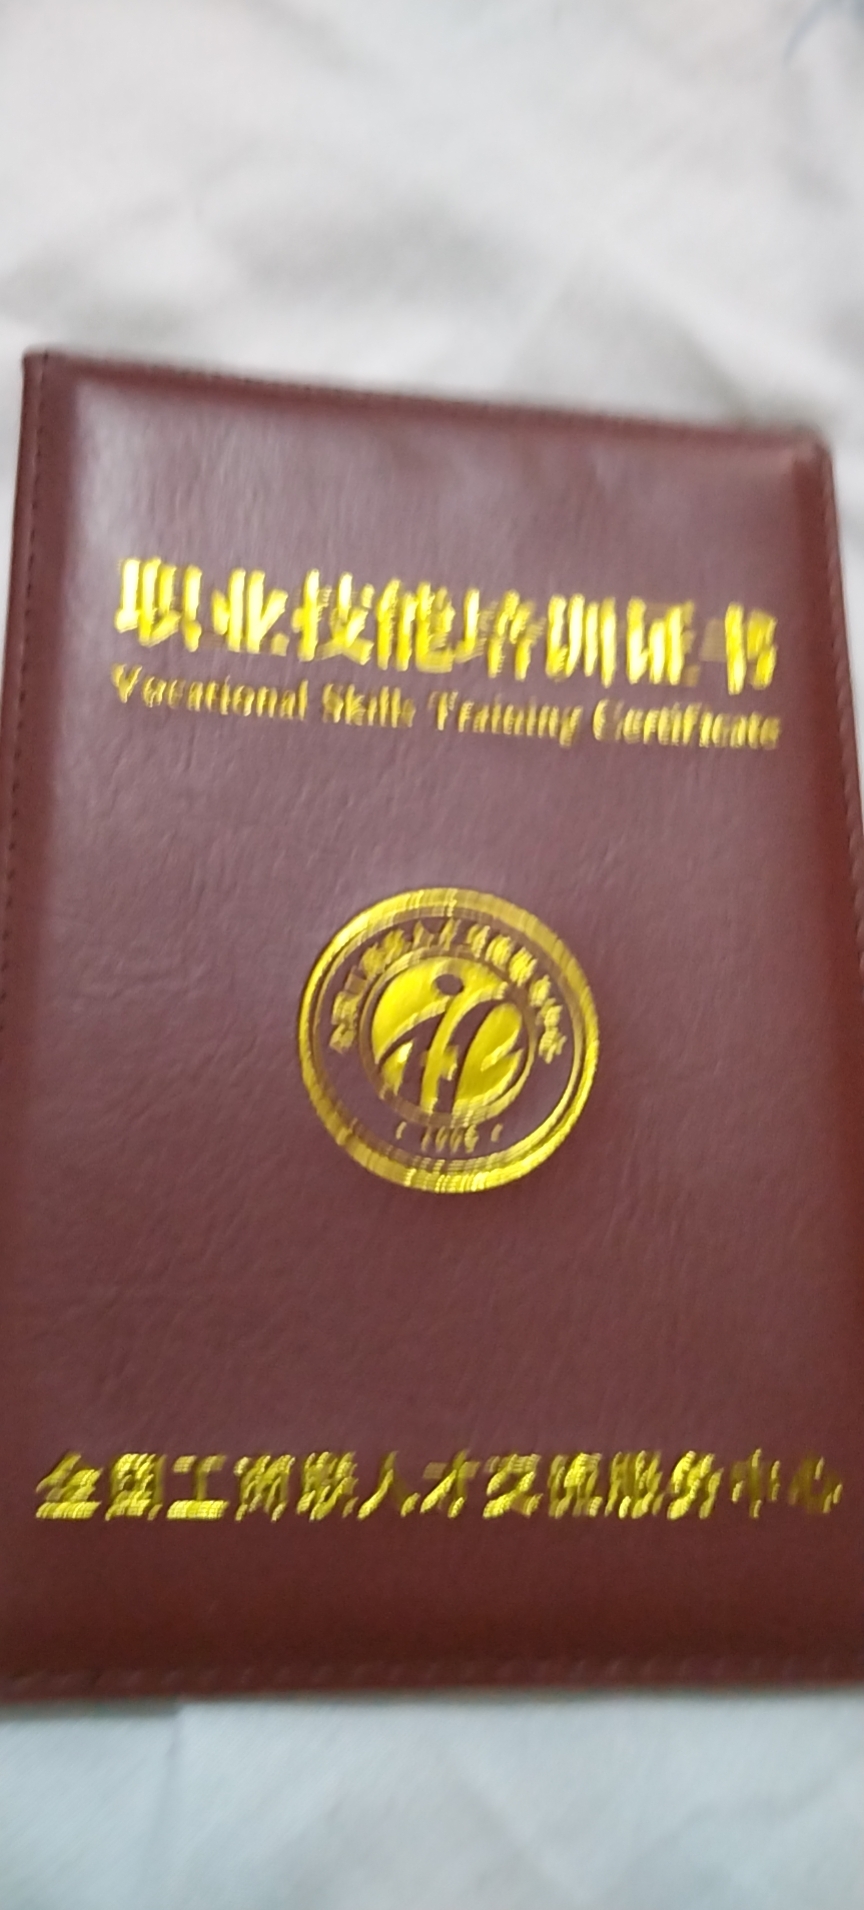 职业技能培训证书
Vocational Skills Training Certificate
1996
全国工商联人才交流服务中心